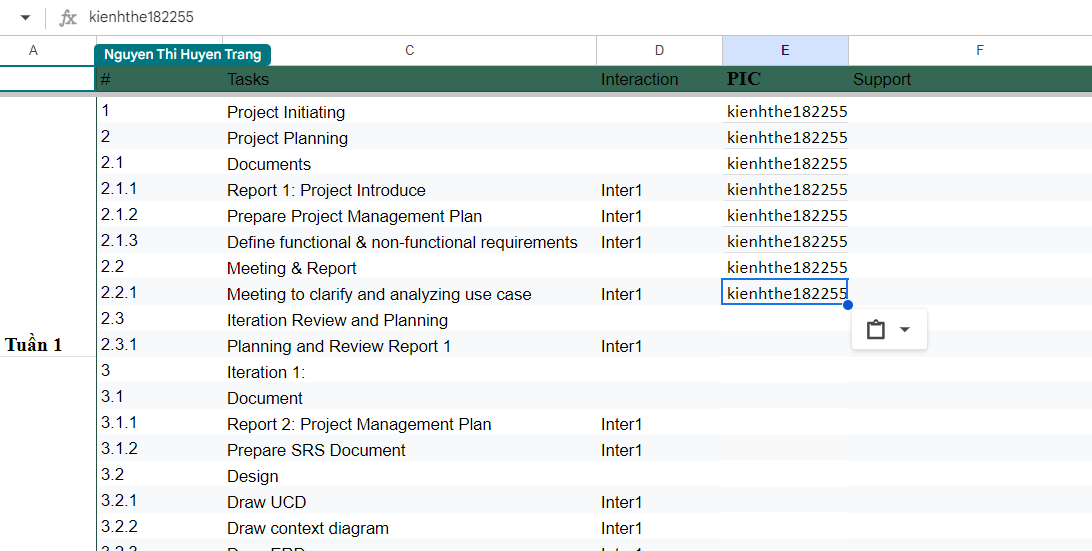 fx kienhthe182255
A C D E F
Nguyen Thi Huyen Trang
# Tasks Interaction PIC Support
1 Project Initiating kienhthe182255
2 Project Planning kienhthe182255
2.1 Documents kienhthe182255
2.1.1 Report 1: Project Introduce Inter1 kienhthe182255
2.1.2 Prepare Project Management Plan Inter1 kienhthe182255
2.1.3 Define functional & non-functional requirements Inter1 kienhthe182255
2.2 Meeting & Report kienhthe182255
2.2.1 Meeting to clarify and analyzing use case Inter1 kienhthe182255
2.3 Iteration Review and Planning
Tuần 1 2.3.1 Planning and Review Report 1 Inter1
3 Iteration 1:
3.1 Document
3.1.1 Report 2: Project Management Plan Inter1
3.1.2 Prepare SRS Document Inter1
3.2 Design
3.2.1 Draw UCD Inter1
3.2.2 Draw context diagram Inter1